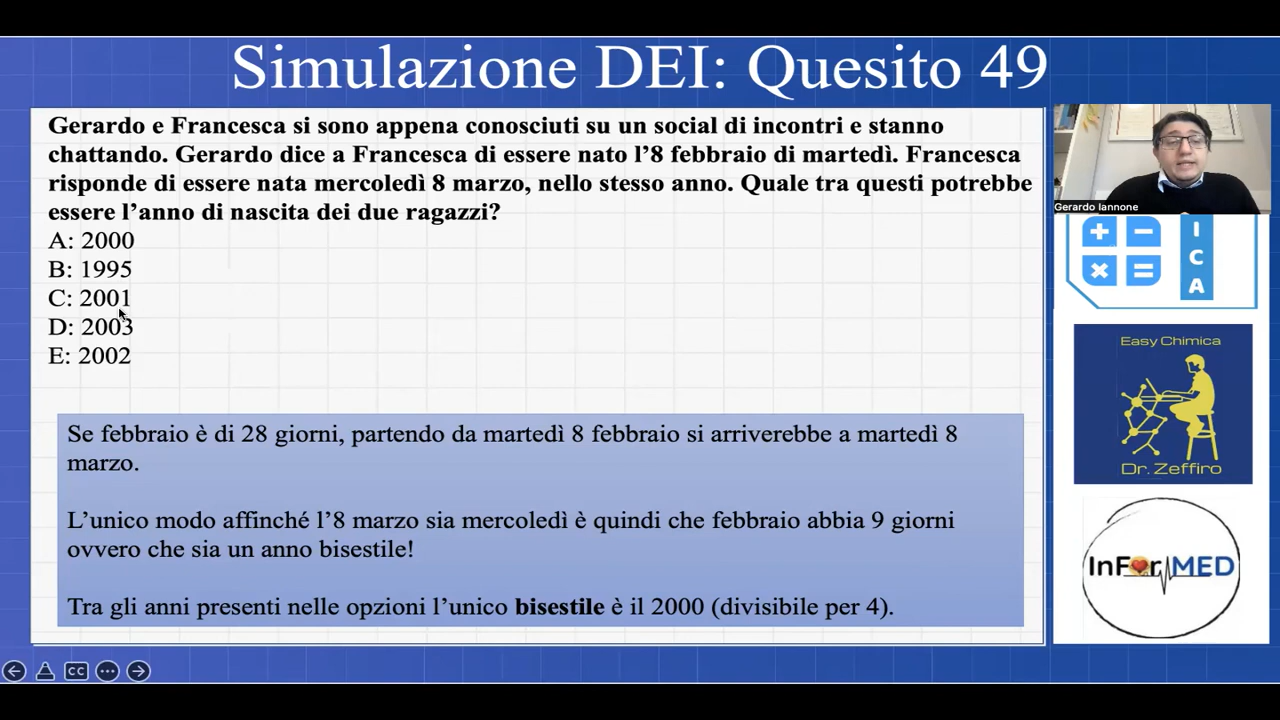 Simulazione DEI: Quesito 49
Gerardo e Francesca si sono appena conosciuti su un social di incontri e stanno
chattando. Gerardo dice a Francesca di essere nato l’8 febbraio di martedì. Francesca
risponde di essere nata mercoledì 8 marzo, nello stesso anno. Quale tra questi potrebbe
essere l’anno di nascita dei due ragazzi?
A: 2000
B: 1995
C: 2001
D: 2003
E: 2002
Se febbraio è di 28 giorni, partendo da martedì 8 febbraio si arriverebbe a martedì 8
marzo.
L’unico modo affinché l’8 marzo sia mercoledì è quindi che febbraio abbia 9 giorni
ovvero che sia un anno bisestile!
Tra gli anni presenti nelle opzioni l’unico bisestile è il 2000 (divisibile per 4).
Gerardo Iannone
I
C
A
Easy Chimica
Dr. Zeffiro
InForMED
CC